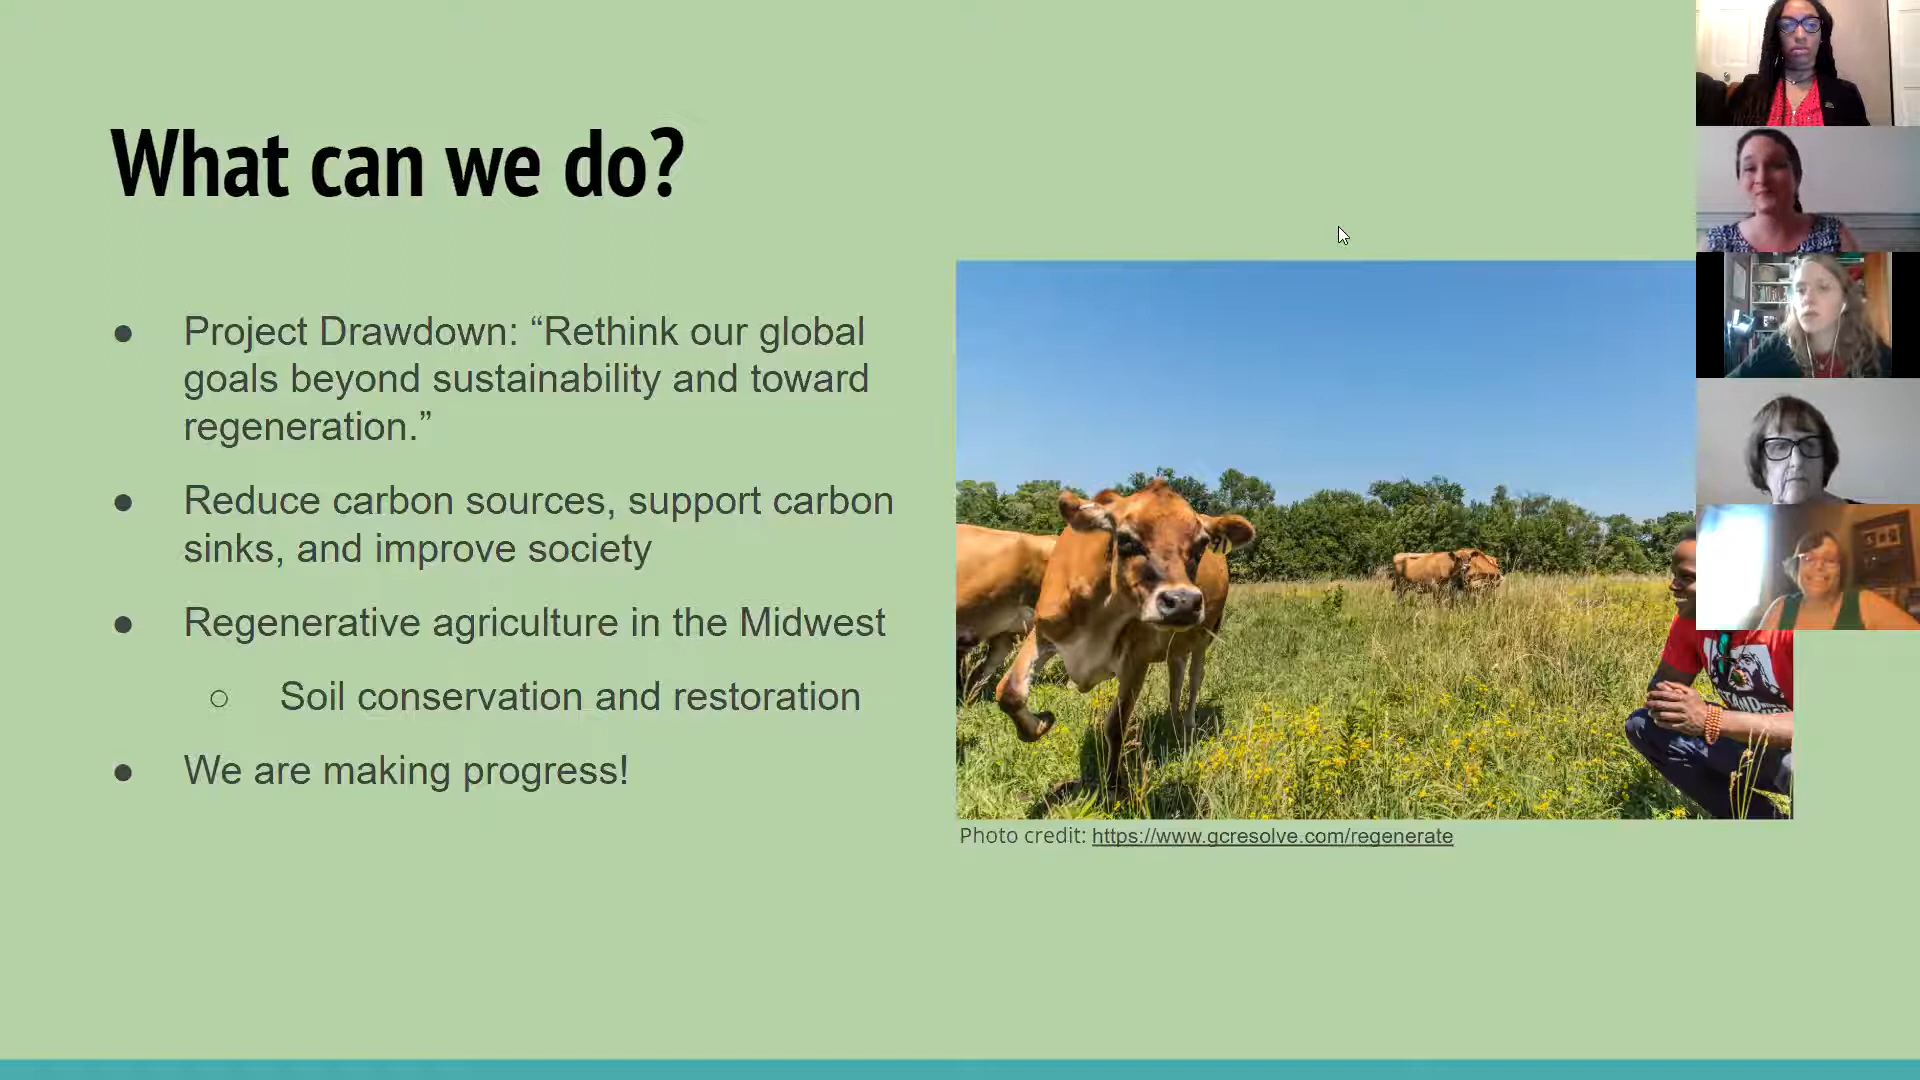 What can we do?
● Project Drawdown: “Rethink our global
goals beyond sustainability and toward
regeneration.”
● Reduce carbon sources, support carbon
sinks, and improve society
● Regenerative agriculture in the Midwest
○ Soil conservation and restoration
● We are making progress!
Photo credit: https://www.gcresolve.com/regenerate